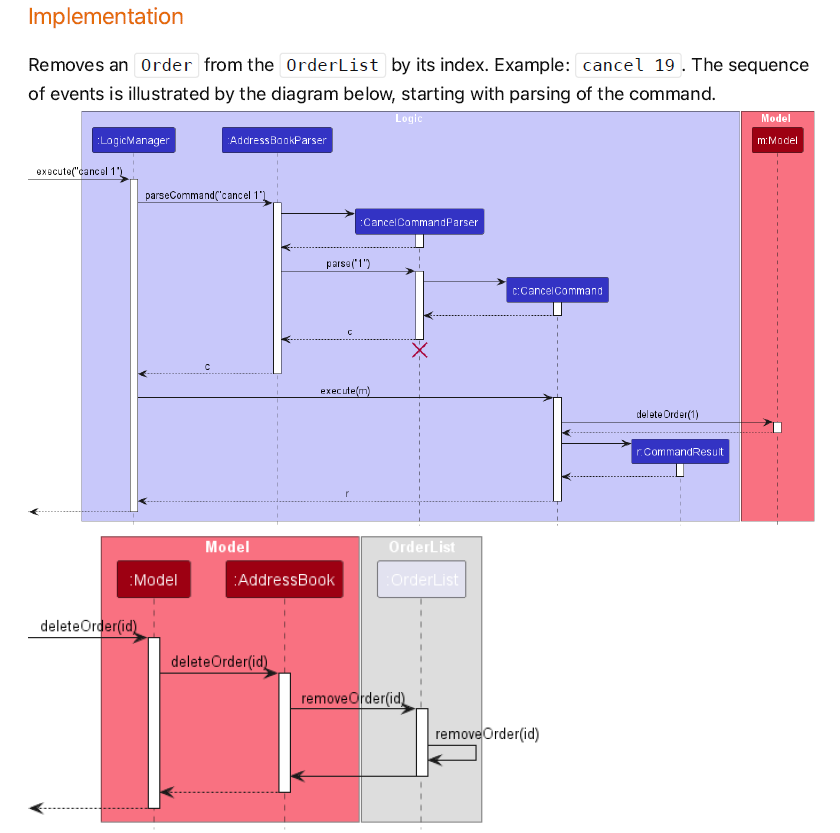 Implementation
Removes an Order from the OrderList by its index. Example: cancel 19. The sequence
of events is illustrated by the diagram below, starting with parsing of the command.
Logic
Model
:LogicManager
:AddressBookParser
m:Model
execute("cancel 1")
parseCommand("cancel 1")
:CancelCommandParser
parse("1")
c:CancelCommand
c
c
execute(m)
deleteOrder(1)
r:CommandResult
r
Model
OrderList
:Model
:AddressBook
:OrderList
deleteOrder(id)
deleteOrder(id)
removeOrder(id)
removeOrder(id)